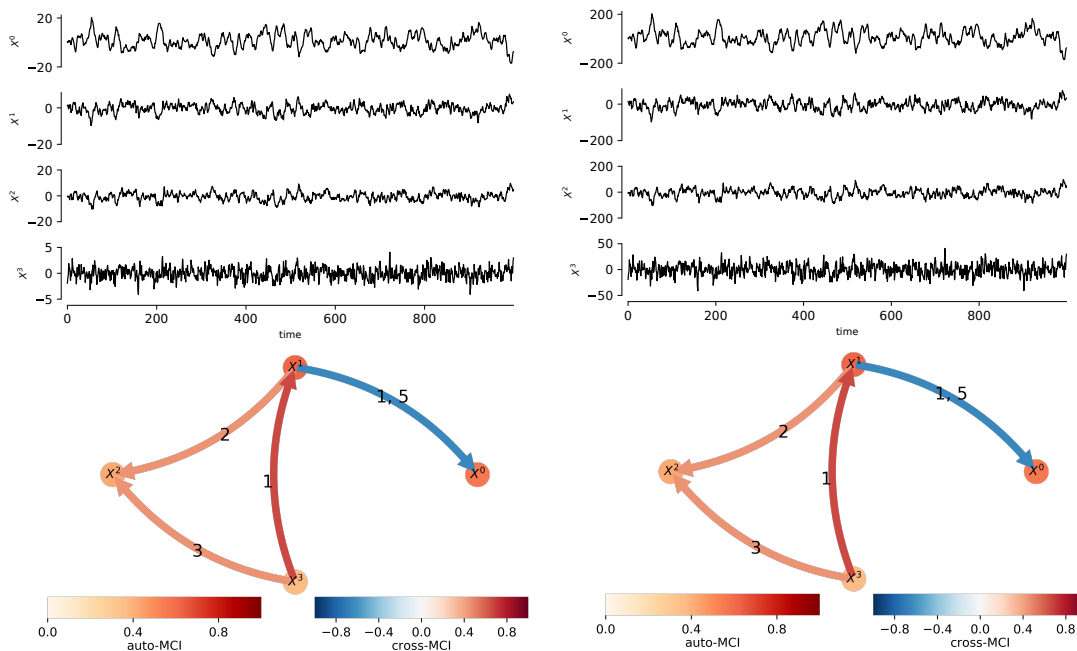 20
X⁰
−20
0
X¹
−20
20
X²
0
−20
5
X³
0
−5
0 200 400 600 800
time
200
X⁰
0
−200
0
X¹
−200
200
X²
0
−200
50
X³
0
−50
0 200 400 600 800
time
X¹
1, 5
2
X² 1 X⁰
3
X³
0.0 0.4 0.8
auto-MCI
−0.8 −0.4 0.0 0.4 0.8
cross-MCI
X¹
1, 5
2
X² 1 X⁰
3
X³
0.0 0.4 0.8
auto-MCI
−0.8 −0.4 0.0 0.4 0.8
cross-MCI